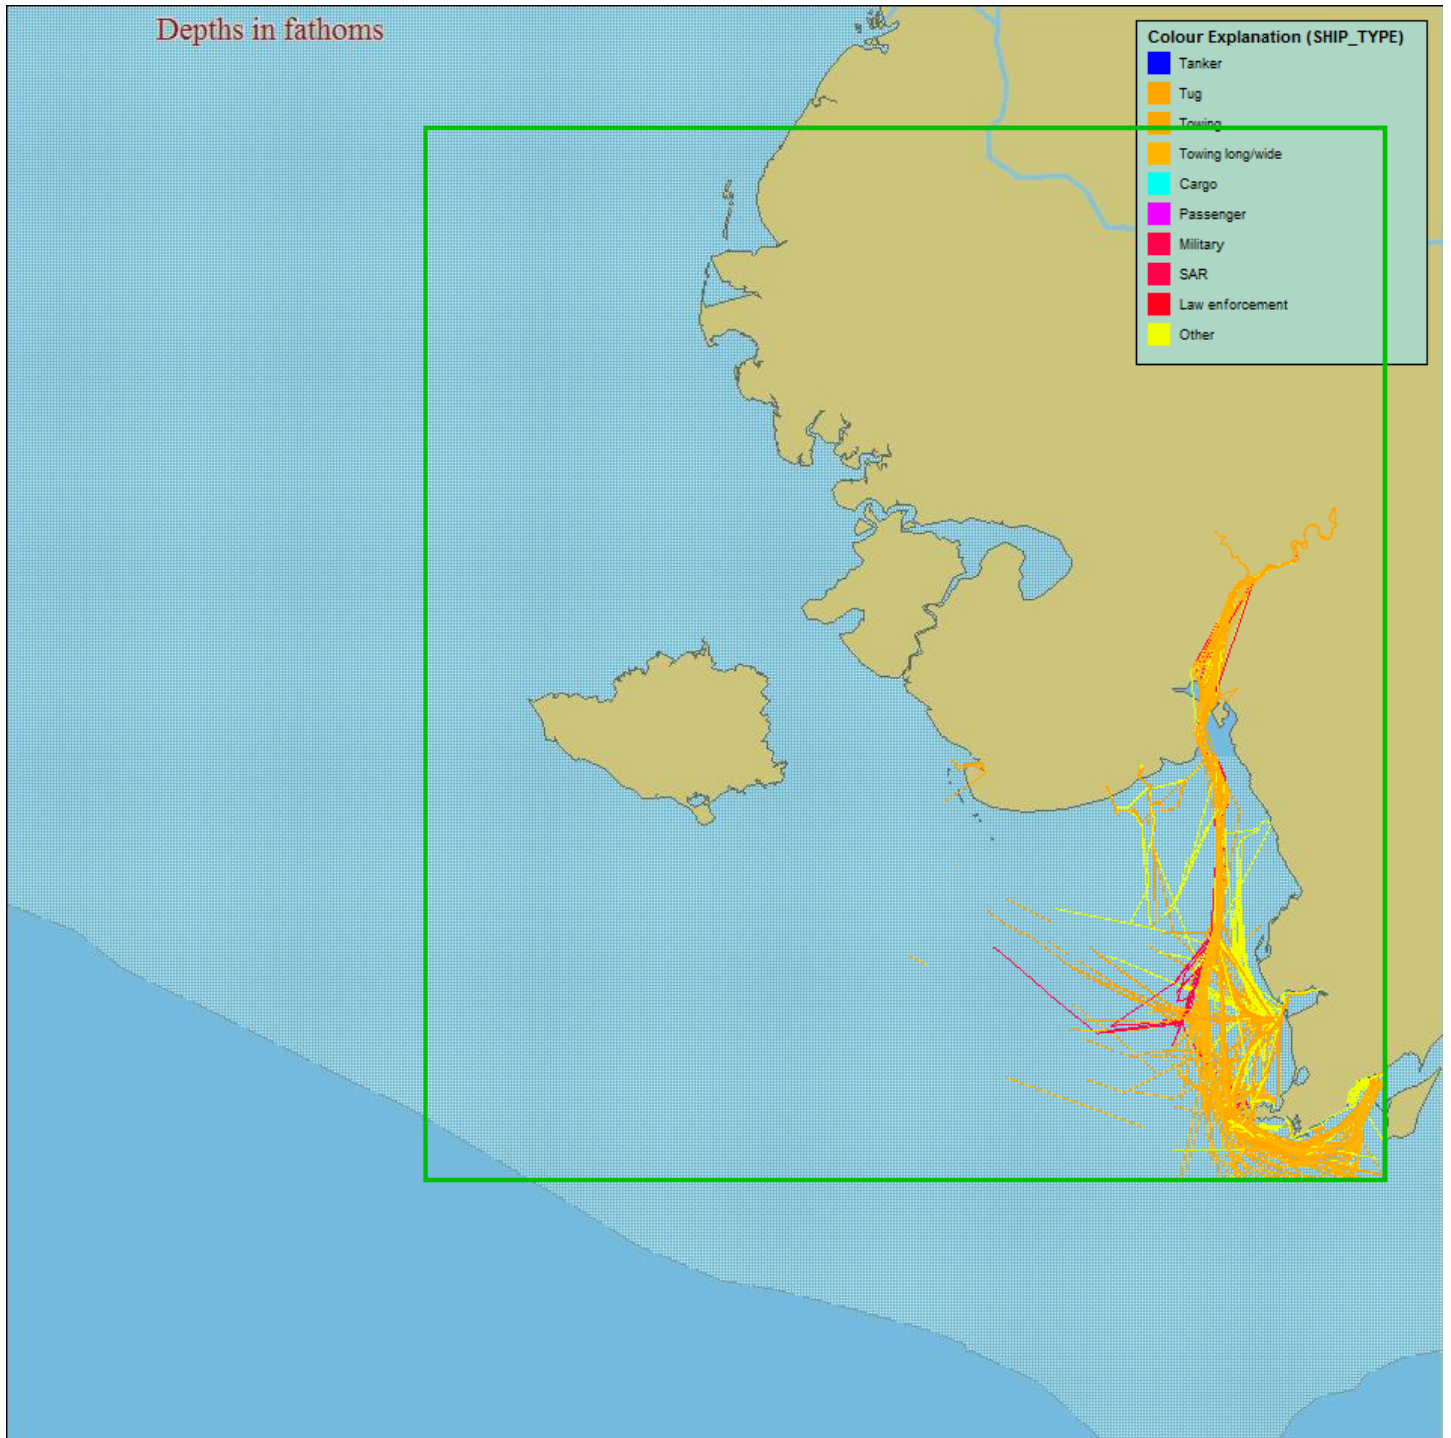 Depths in fathoms
Colour Explanation (SHIP_TYPE)
Tanker
Tug
Towing
Towing long/wide
Cargo
Passenger
Military
SAR
Law enforcement
Other